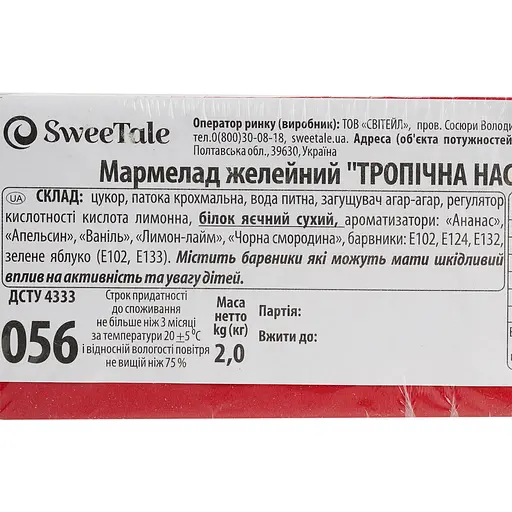 SweeTale
Оператор ринку (виробник): ТОВ «СВІТЕЙЛ», пров. Сосюри Володи
тел.0(800)30-08-18, sweetale.ua. Адреса (об'єкта потужностей
Полтавська обл., 39630, Україна
Мармелад желейний "ТРОПІЧНА НАС
UA СКЛАД: цукор, патока крохмальна, вода питна, загущувач агар-агар, регулятор
кислотності кислота лимонна, білок яєчний сухий, ароматизатори: «Ананас»,
«Апельсин», «Ваніль», «Лимон-лайм», «Чорна смородина», барвники: Е102, Е124, Е132,
зелене яблуко (Е102, Е133). Містить барвники які можуть мати шкідливий
вплив на активність та увагу дітей.
ДСТУ 4333
056
Строк придатності
до споживання
не більше ніж 3 місяці
за температури 20 ±5 °С
і відносній вологості повітря
не вищій ніж 75 %
Маса
нетто
kg (кг)
2,0
Партія:
Вжити до: